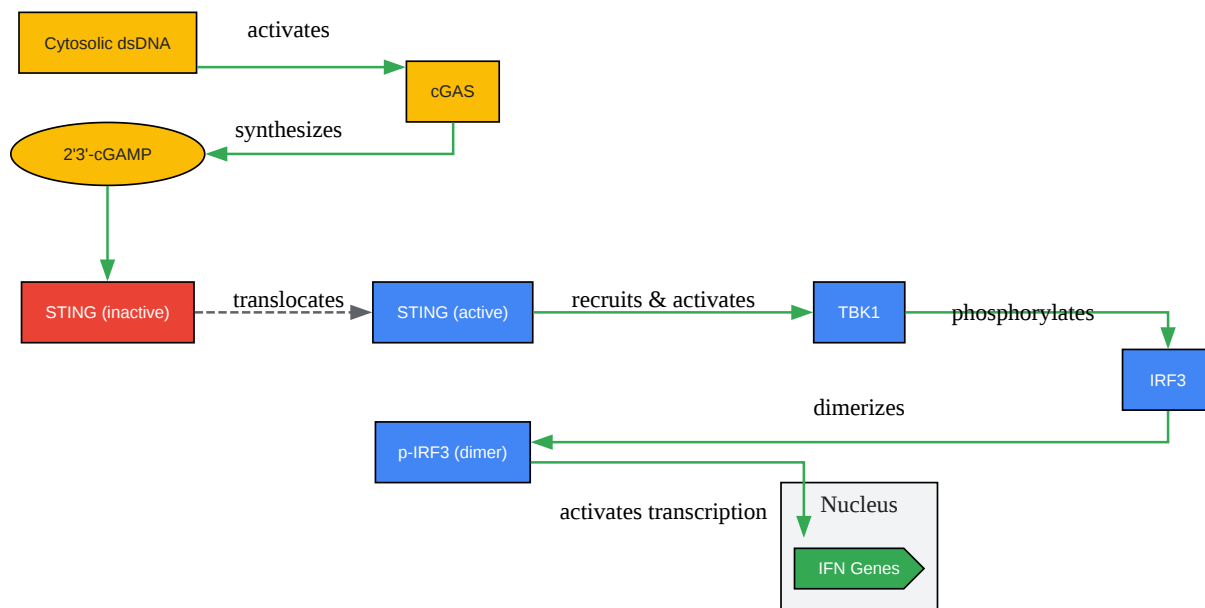 Cytosolic dsDNA
activates
cGAS
synthesizes
2'3'-cGAMP
STING (inactive)
translocates
STING (active)
recruits & activates
TBK1
phosphorylates
IRF3
dimerizes
p-IRF3 (dimer)
activates transcription
Nucleus
IFN Genes